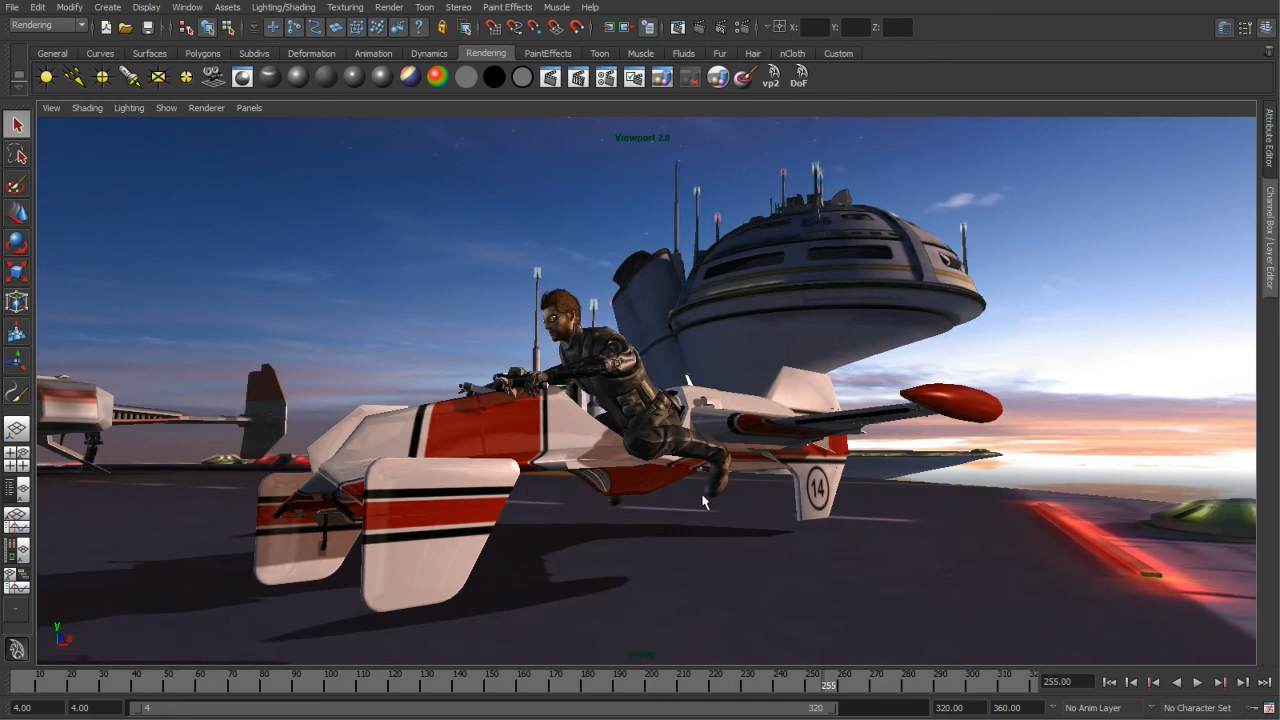 File Edit Modify Create Display Window Assets Lighting/Shading Texturing Render Toon Stereo Paint Effects Muscle Help
Rendering X: Y: Z:
General Curves Surfaces Polygons Subdivs Deformation Animation Dynamics Rendering PaintEffects Toon Muscle Fluids Fur Hair nCloth Custom
vp2 DoF
View Shading Lighting Show Renderer Panels
Viewport 2.0
Attribute Editor
Channel Box / Layer Editor
14
y
persp
10 20 30 40 50 60 70 80 90 100 110 120 130 140 150 160 170 180 190 200 210 220 230 240 250 260 270 280 290 300 310
255
255.00
4.00 4.00 4 320 320.00 360.00 No Anim Layer No Character Set